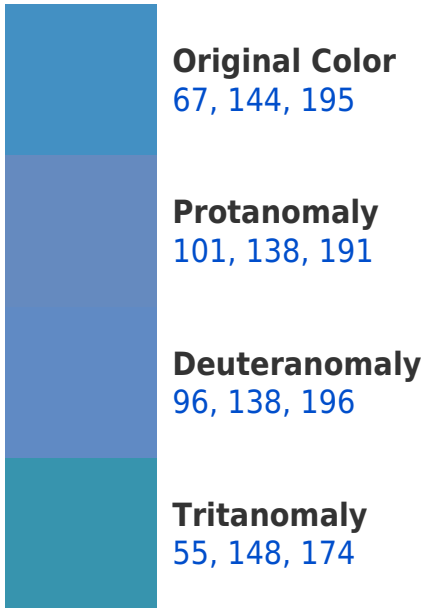 Original Color
67, 144, 195
Protanomaly
101, 138, 191
Deuteranomaly
96, 138, 196
Tritanomaly
55, 148, 174